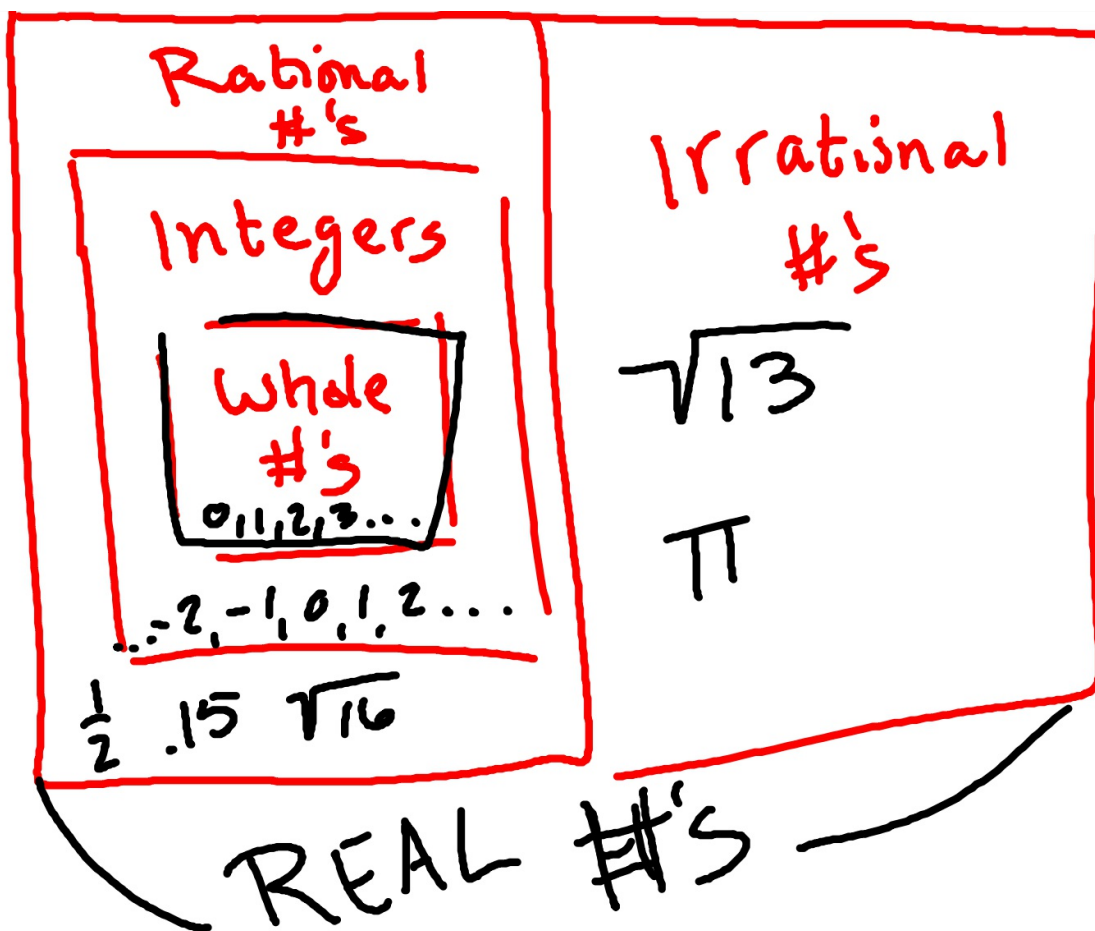 Rational
#'s
Integers
Whole
#'s
0,1,2,3...
...-2,-1,0,1,2...
1/2 .15 √16
Irrational
#'s
√13
π
REAL #'S